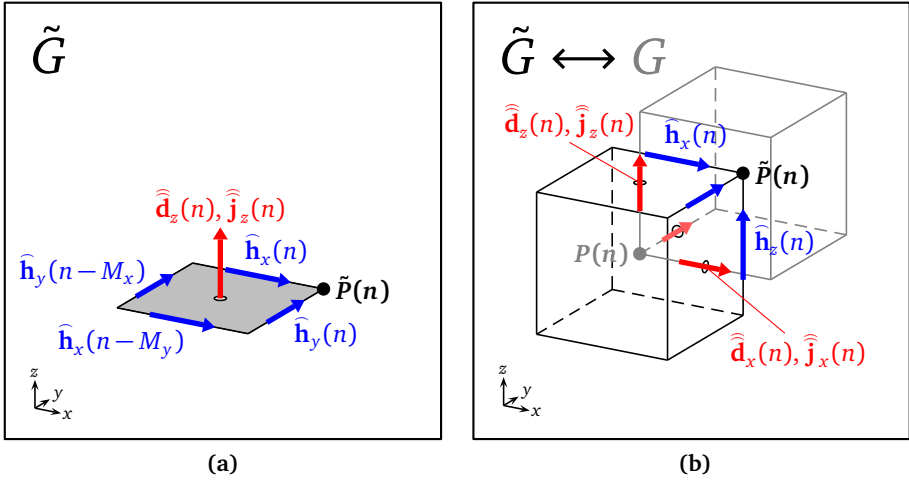 G̃
d̂̂_z(n), ĵ̂_z(n)
ĥ_x(n)
ĥ_y(n − M_x)
P̃(n)
ĥ_x(n − M_y)
ĥ_y(n)
z
y
x
(a)
G̃ ⟷ G
d̂̂_z(n), ĵ̂_z(n)
ĥ_x(n)
P̃(n)
P(n)
ĥ_z(n)
d̂̂_x(n), ĵ̂_x(n)
z
y
x
(b)